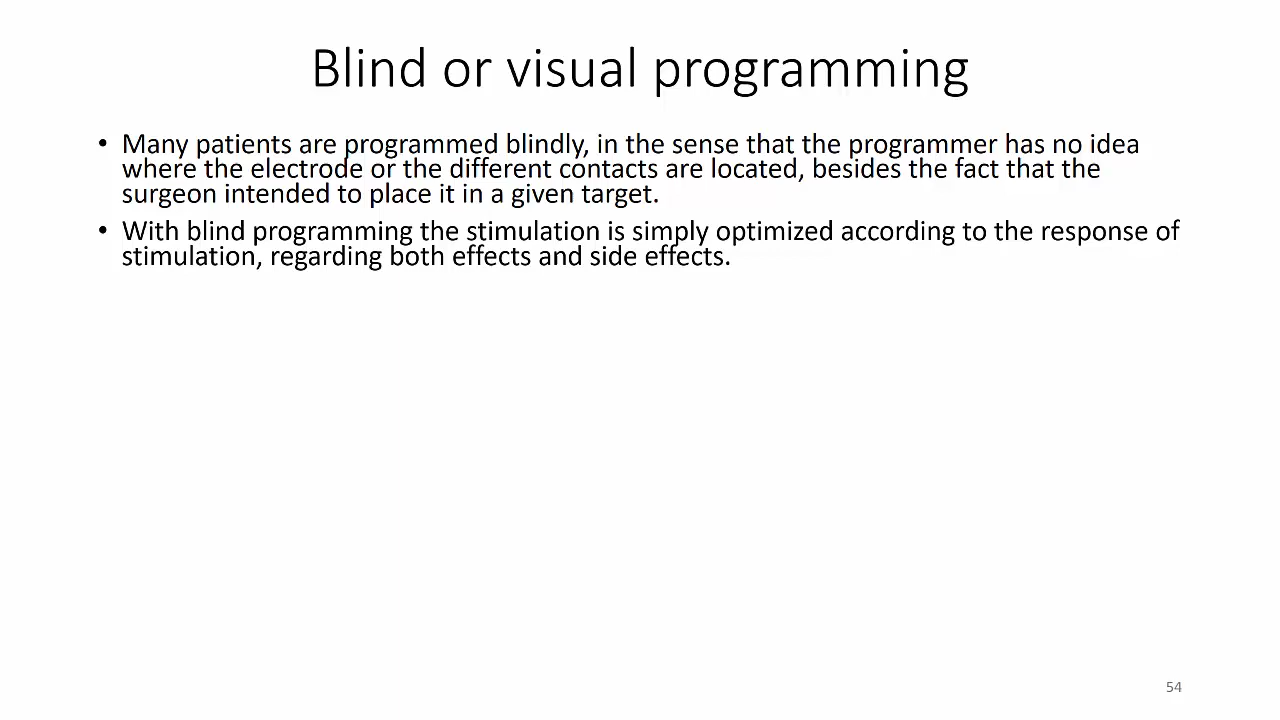 Blind or visual programming
• Many patients are programmed blindly, in the sense that the programmer has no idea
where the electrode or the different contacts are located, besides the fact that the
surgeon intended to place it in a given target.
• With blind programming the stimulation is simply optimized according to the response of
stimulation, regarding both effects and side effects.
54